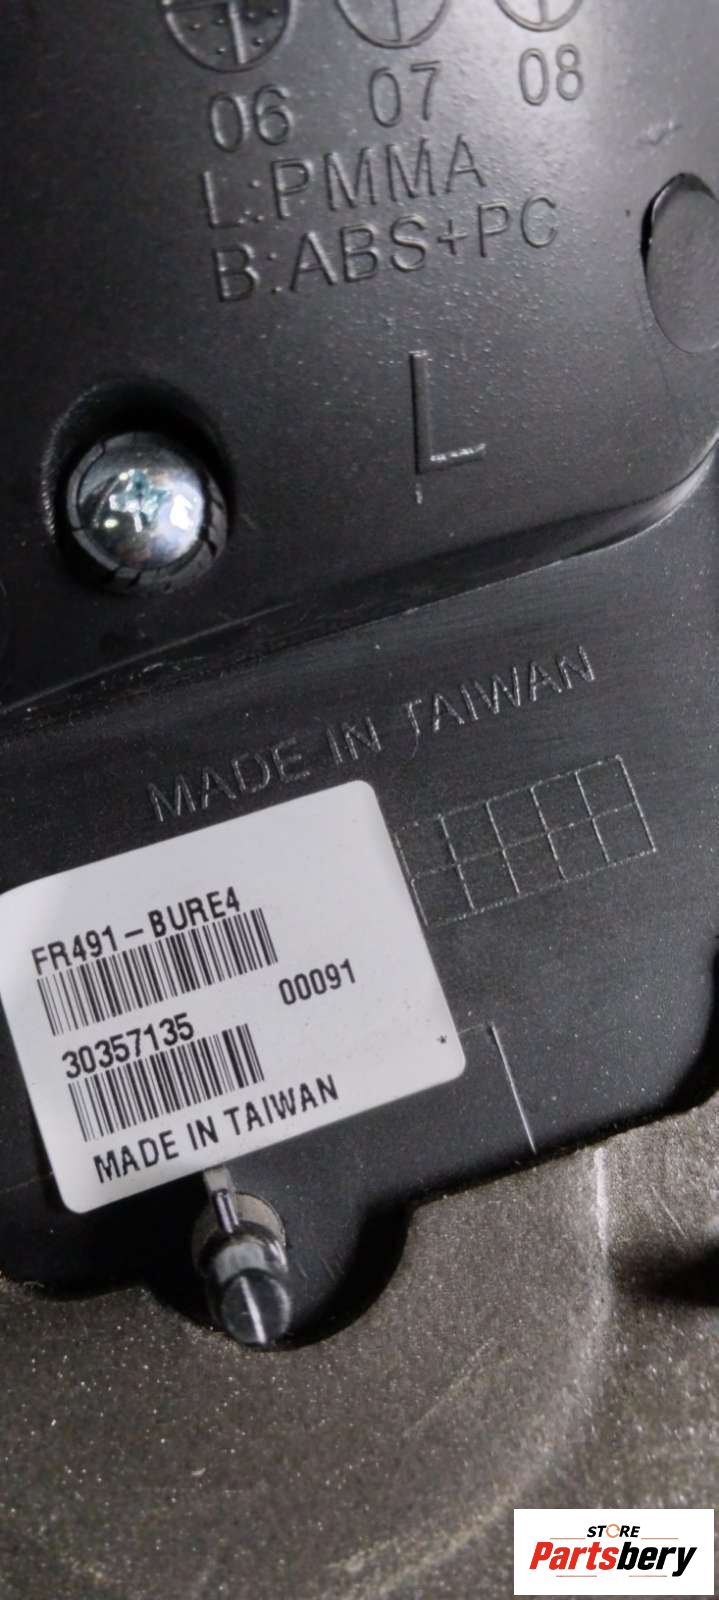 06 07 08
L:PMMA
B:ABS+PC
L
MADE IN TAIWAN
FR491-BURE4
00091
30357135
MADE IN TAIWAN
STORE
Partsbery